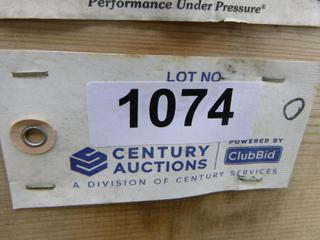 Performance Under Pressure®
LOT NO
1074
CENTURY
AUCTIONS
POWERED BY
ClubBid
A DIVISION OF CENTURY SERVICES